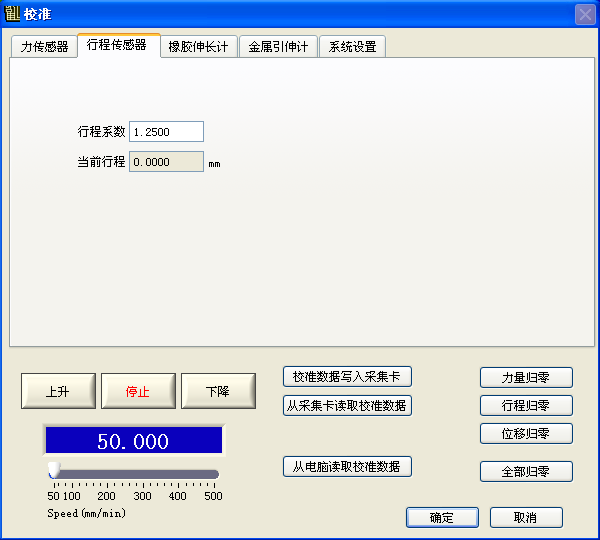 校准
力传感器 行程传感器 橡胶伸长计 金属引伸计 系统设置
行程系数 1.2500
当前行程 0.0000 mm
上升 停止 下降
50.000
50 100 200 300 400 500
Speed(mm/min)
校准数据写入采集卡
从采集卡读取校准数据
从电脑读取校准数据
力量归零
行程归零
位移归零
全部归零
确定 取消